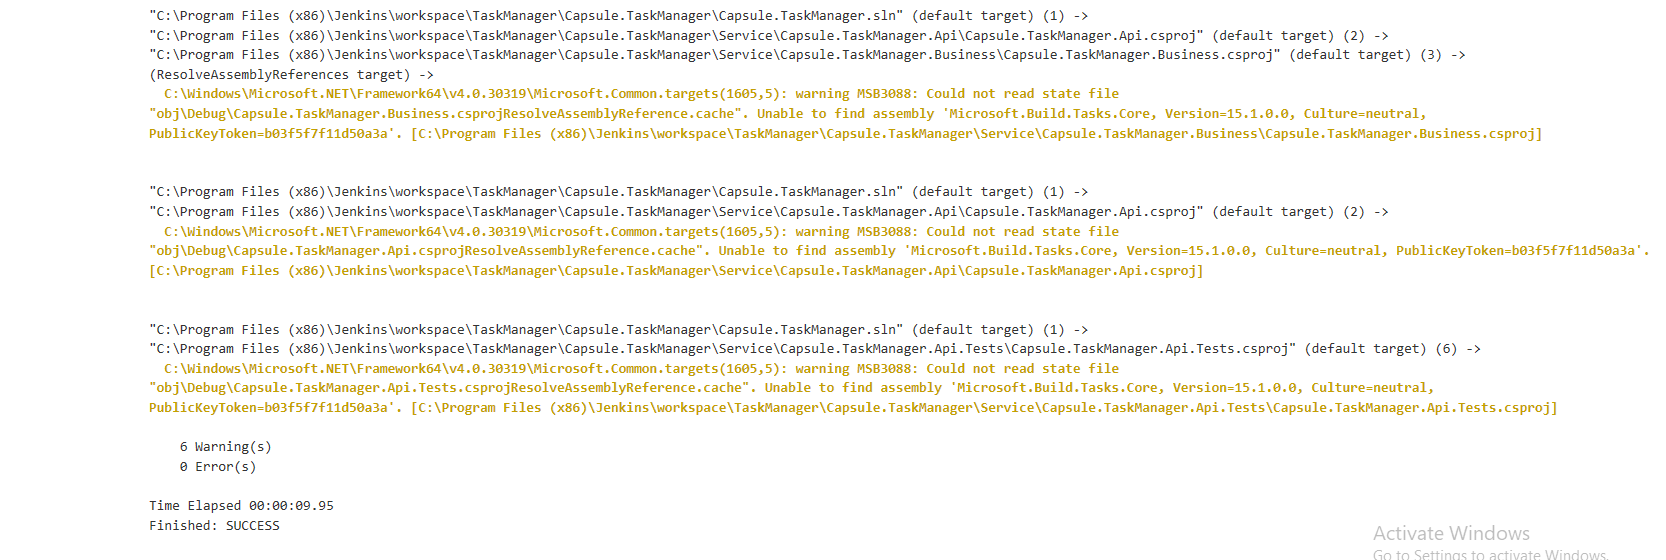 "C:\Program Files (x86)\Jenkins\workspace\TaskManager\Capsule.TaskManager\Capsule.TaskManager.sln" (default target) (1) ->
"C:\Program Files (x86)\Jenkins\workspace\TaskManager\Capsule.TaskManager\Service\Capsule.TaskManager.Api\Capsule.TaskManager.Api.csproj" (default target) (2) ->
"C:\Program Files (x86)\Jenkins\workspace\TaskManager\Capsule.TaskManager\Service\Capsule.TaskManager.Business\Capsule.TaskManager.Business.csproj" (default target) (3) ->
(ResolveAssemblyReferences target) ->
C:\Windows\Microsoft.NET\Framework64\v4.0.30319\Microsoft.Common.targets(1605,5): warning MSB3088: Could not read state file
"obj\Debug\Capsule.TaskManager.Business.csprojResolveAssemblyReference.cache". Unable to find assembly 'Microsoft.Build.Tasks.Core, Version=15.1.0.0, Culture=neutral,
PublicKeyToken=b03f5f7f11d50a3a'. [C:\Program Files (x86)\Jenkins\workspace\TaskManager\Capsule.TaskManager\Service\Capsule.TaskManager.Business\Capsule.TaskManager.Business.csproj]
"C:\Program Files (x86)\Jenkins\workspace\TaskManager\Capsule.TaskManager\Capsule.TaskManager.sln" (default target) (1) ->
"C:\Program Files (x86)\Jenkins\workspace\TaskManager\Capsule.TaskManager\Service\Capsule.TaskManager.Api\Capsule.TaskManager.Api.csproj" (default target) (2) ->
C:\Windows\Microsoft.NET\Framework64\v4.0.30319\Microsoft.Common.targets(1605,5): warning MSB3088: Could not read state file
"obj\Debug\Capsule.TaskManager.Api.csprojResolveAssemblyReference.cache". Unable to find assembly 'Microsoft.Build.Tasks.Core, Version=15.1.0.0, Culture=neutral, PublicKeyToken=b03f5f7f11d50a3a'.
[C:\Program Files (x86)\Jenkins\workspace\TaskManager\Capsule.TaskManager\Service\Capsule.TaskManager.Api\Capsule.TaskManager.Api.csproj]
"C:\Program Files (x86)\Jenkins\workspace\TaskManager\Capsule.TaskManager\Capsule.TaskManager.sln" (default target) (1) ->
"C:\Program Files (x86)\Jenkins\workspace\TaskManager\Capsule.TaskManager\Service\Capsule.TaskManager.Api.Tests\Capsule.TaskManager.Api.Tests.csproj" (default target) (6) ->
C:\Windows\Microsoft.NET\Framework64\v4.0.30319\Microsoft.Common.targets(1605,5): warning MSB3088: Could not read state file
"obj\Debug\Capsule.TaskManager.Api.Tests.csprojResolveAssemblyReference.cache". Unable to find assembly 'Microsoft.Build.Tasks.Core, Version=15.1.0.0, Culture=neutral,
PublicKeyToken=b03f5f7f11d50a3a'. [C:\Program Files (x86)\Jenkins\workspace\TaskManager\Capsule.TaskManager\Service\Capsule.TaskManager.Api.Tests\Capsule.TaskManager.Api.Tests.csproj]
6 Warning(s)
0 Error(s)
Time Elapsed 00:00:09.95
Finished: SUCCESS
Activate Windows
Go to Settings to activate Windows.